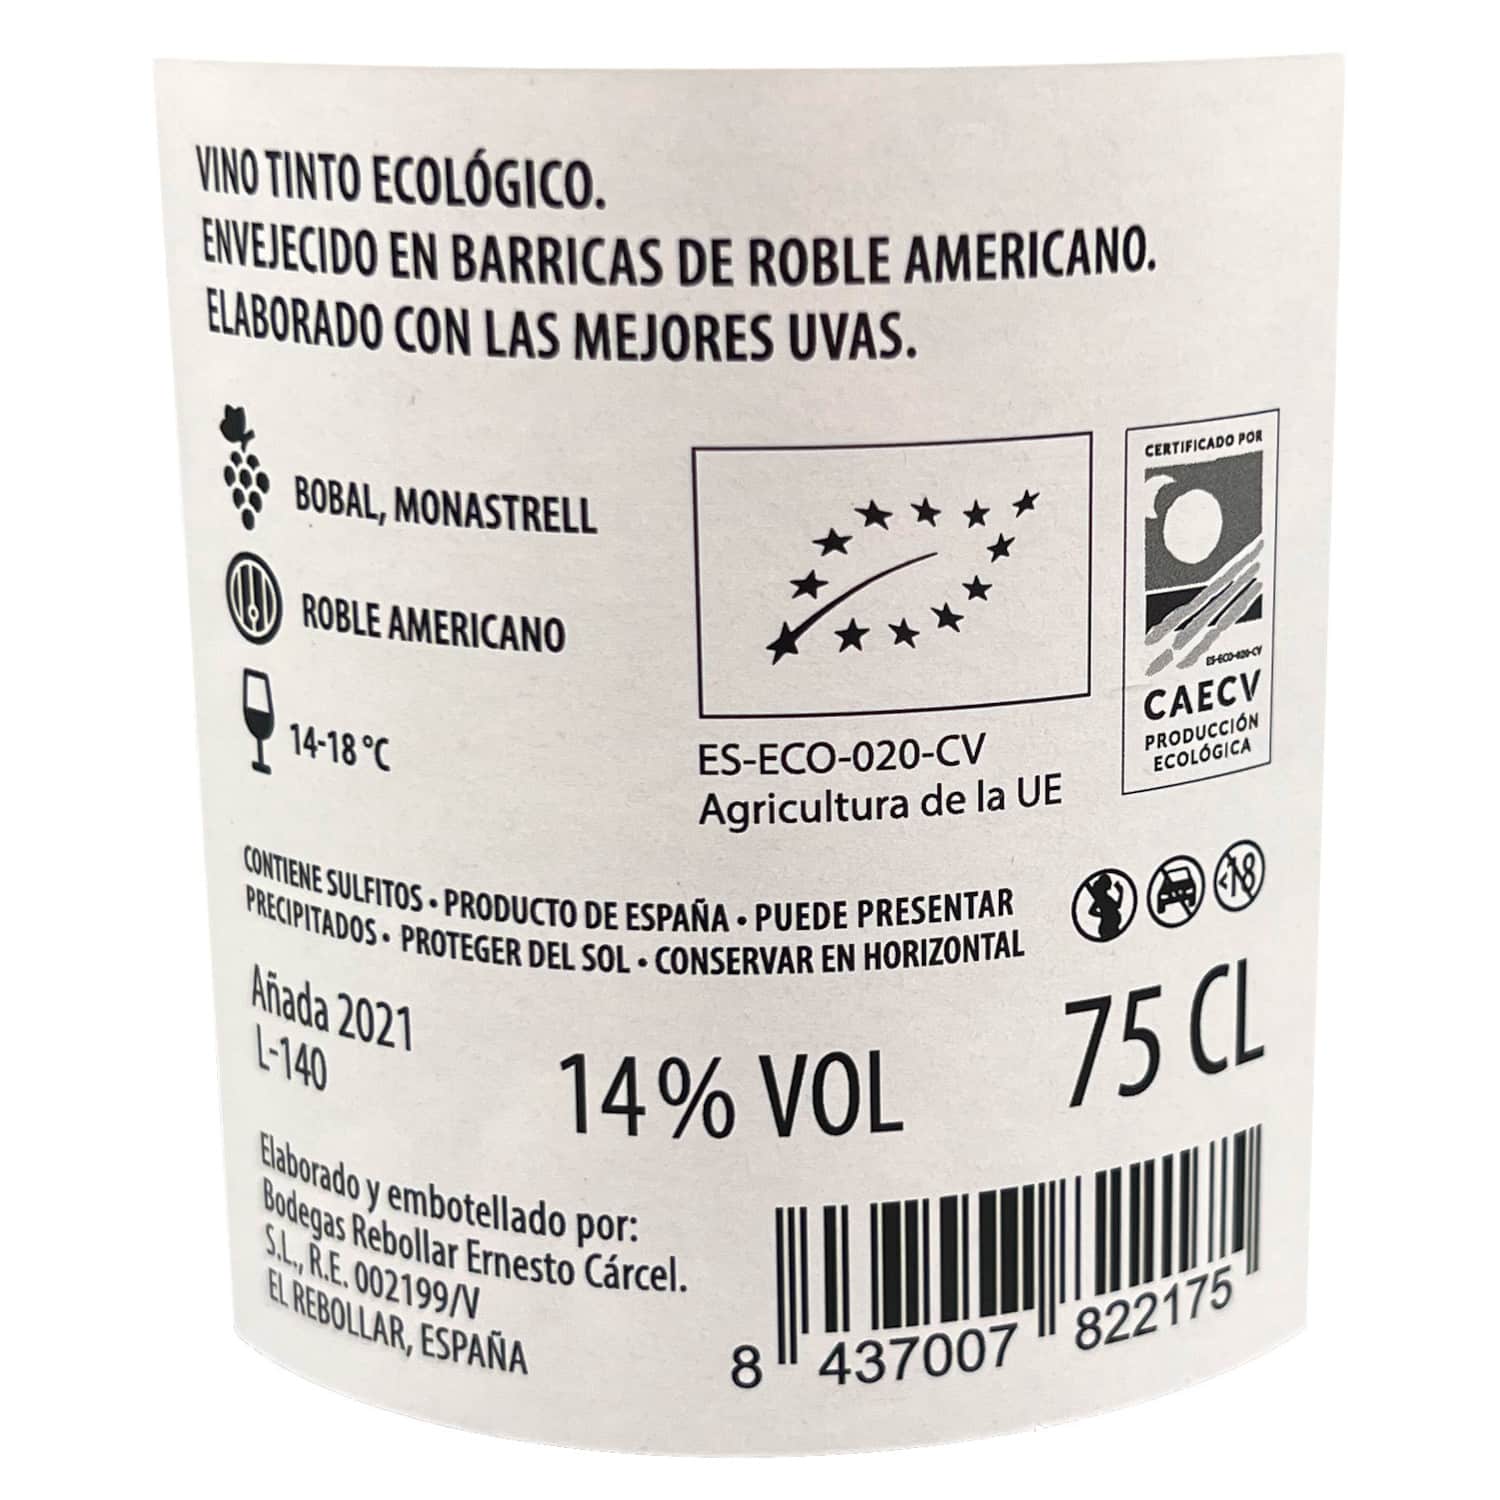 VINO TINTO ECOLÓGICO.
ENVEJECIDO EN BARRICAS DE ROBLE AMERICANO.
ELABORADO CON LAS MEJORES UVAS.
BOBAL, MONASTRELL
ROBLE AMERICANO
14-18 °C
ES-ECO-020-CV
Agricultura de la UE
CERTIFICADO POR
ES-ECO-020-CV
CAECV
PRODUCCIÓN
ECOLÓGICA
CONTIENE SULFITOS • PRODUCTO DE ESPAÑA • PUEDE PRESENTAR
PRECIPITADOS • PROTEGER DEL SOL • CONSERVAR EN HORIZONTAL
<18
Añada 2021
L-140
14% VOL
75 CL
Elaborado y embotellado por:
Bodegas Rebollar Ernesto Cárcel.
S.L., R.E. 002199/V
EL REBOLLAR, ESPAÑA
8 437007 822175